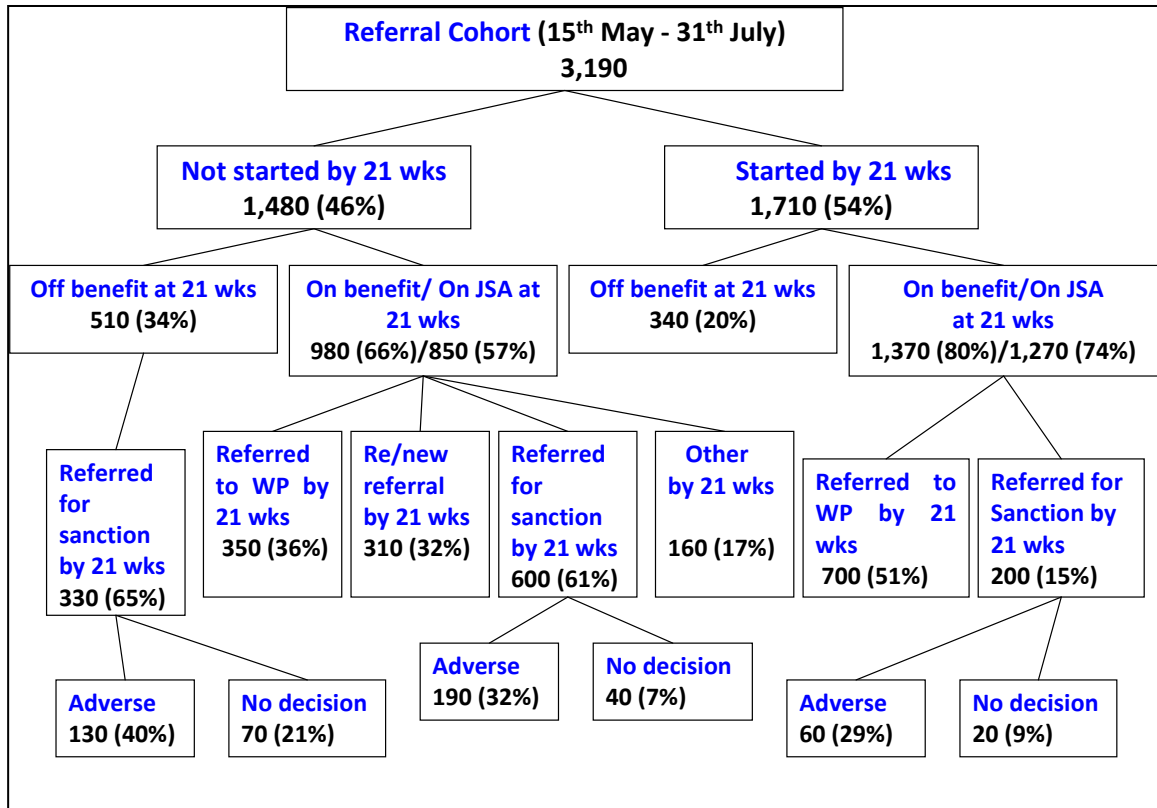 Referral Cohort (15th May - 31th July)
3,190
Not started by 21 wks
1,480 (46%)
Started by 21 wks
1,710 (54%)
Off benefit at 21 wks
510 (34%)
On benefit/ On JSA at
21 wks
980 (66%)/850 (57%)
Off benefit at 21 wks
340 (20%)
On benefit/On JSA
at 21 wks
1,370 (80%)/1,270 (74%)
Referred
for
sanction
by 21 wks
330 (65%)
Referred
to WP by
21 wks
350 (36%)
Re/new
referral
by 21 wks
310 (32%)
Referred
for
sanction
by 21 wks
600 (61%)
Other
by 21 wks
160 (17%)
Referred to
WP by 21
wks
700 (51%)
Referred for
Sanction by
21 wks
200 (15%)
Adverse
130 (40%)
No decision
70 (21%)
Adverse
190 (32%)
No decision
40 (7%)
Adverse
60 (29%)
No decision
20 (9%)